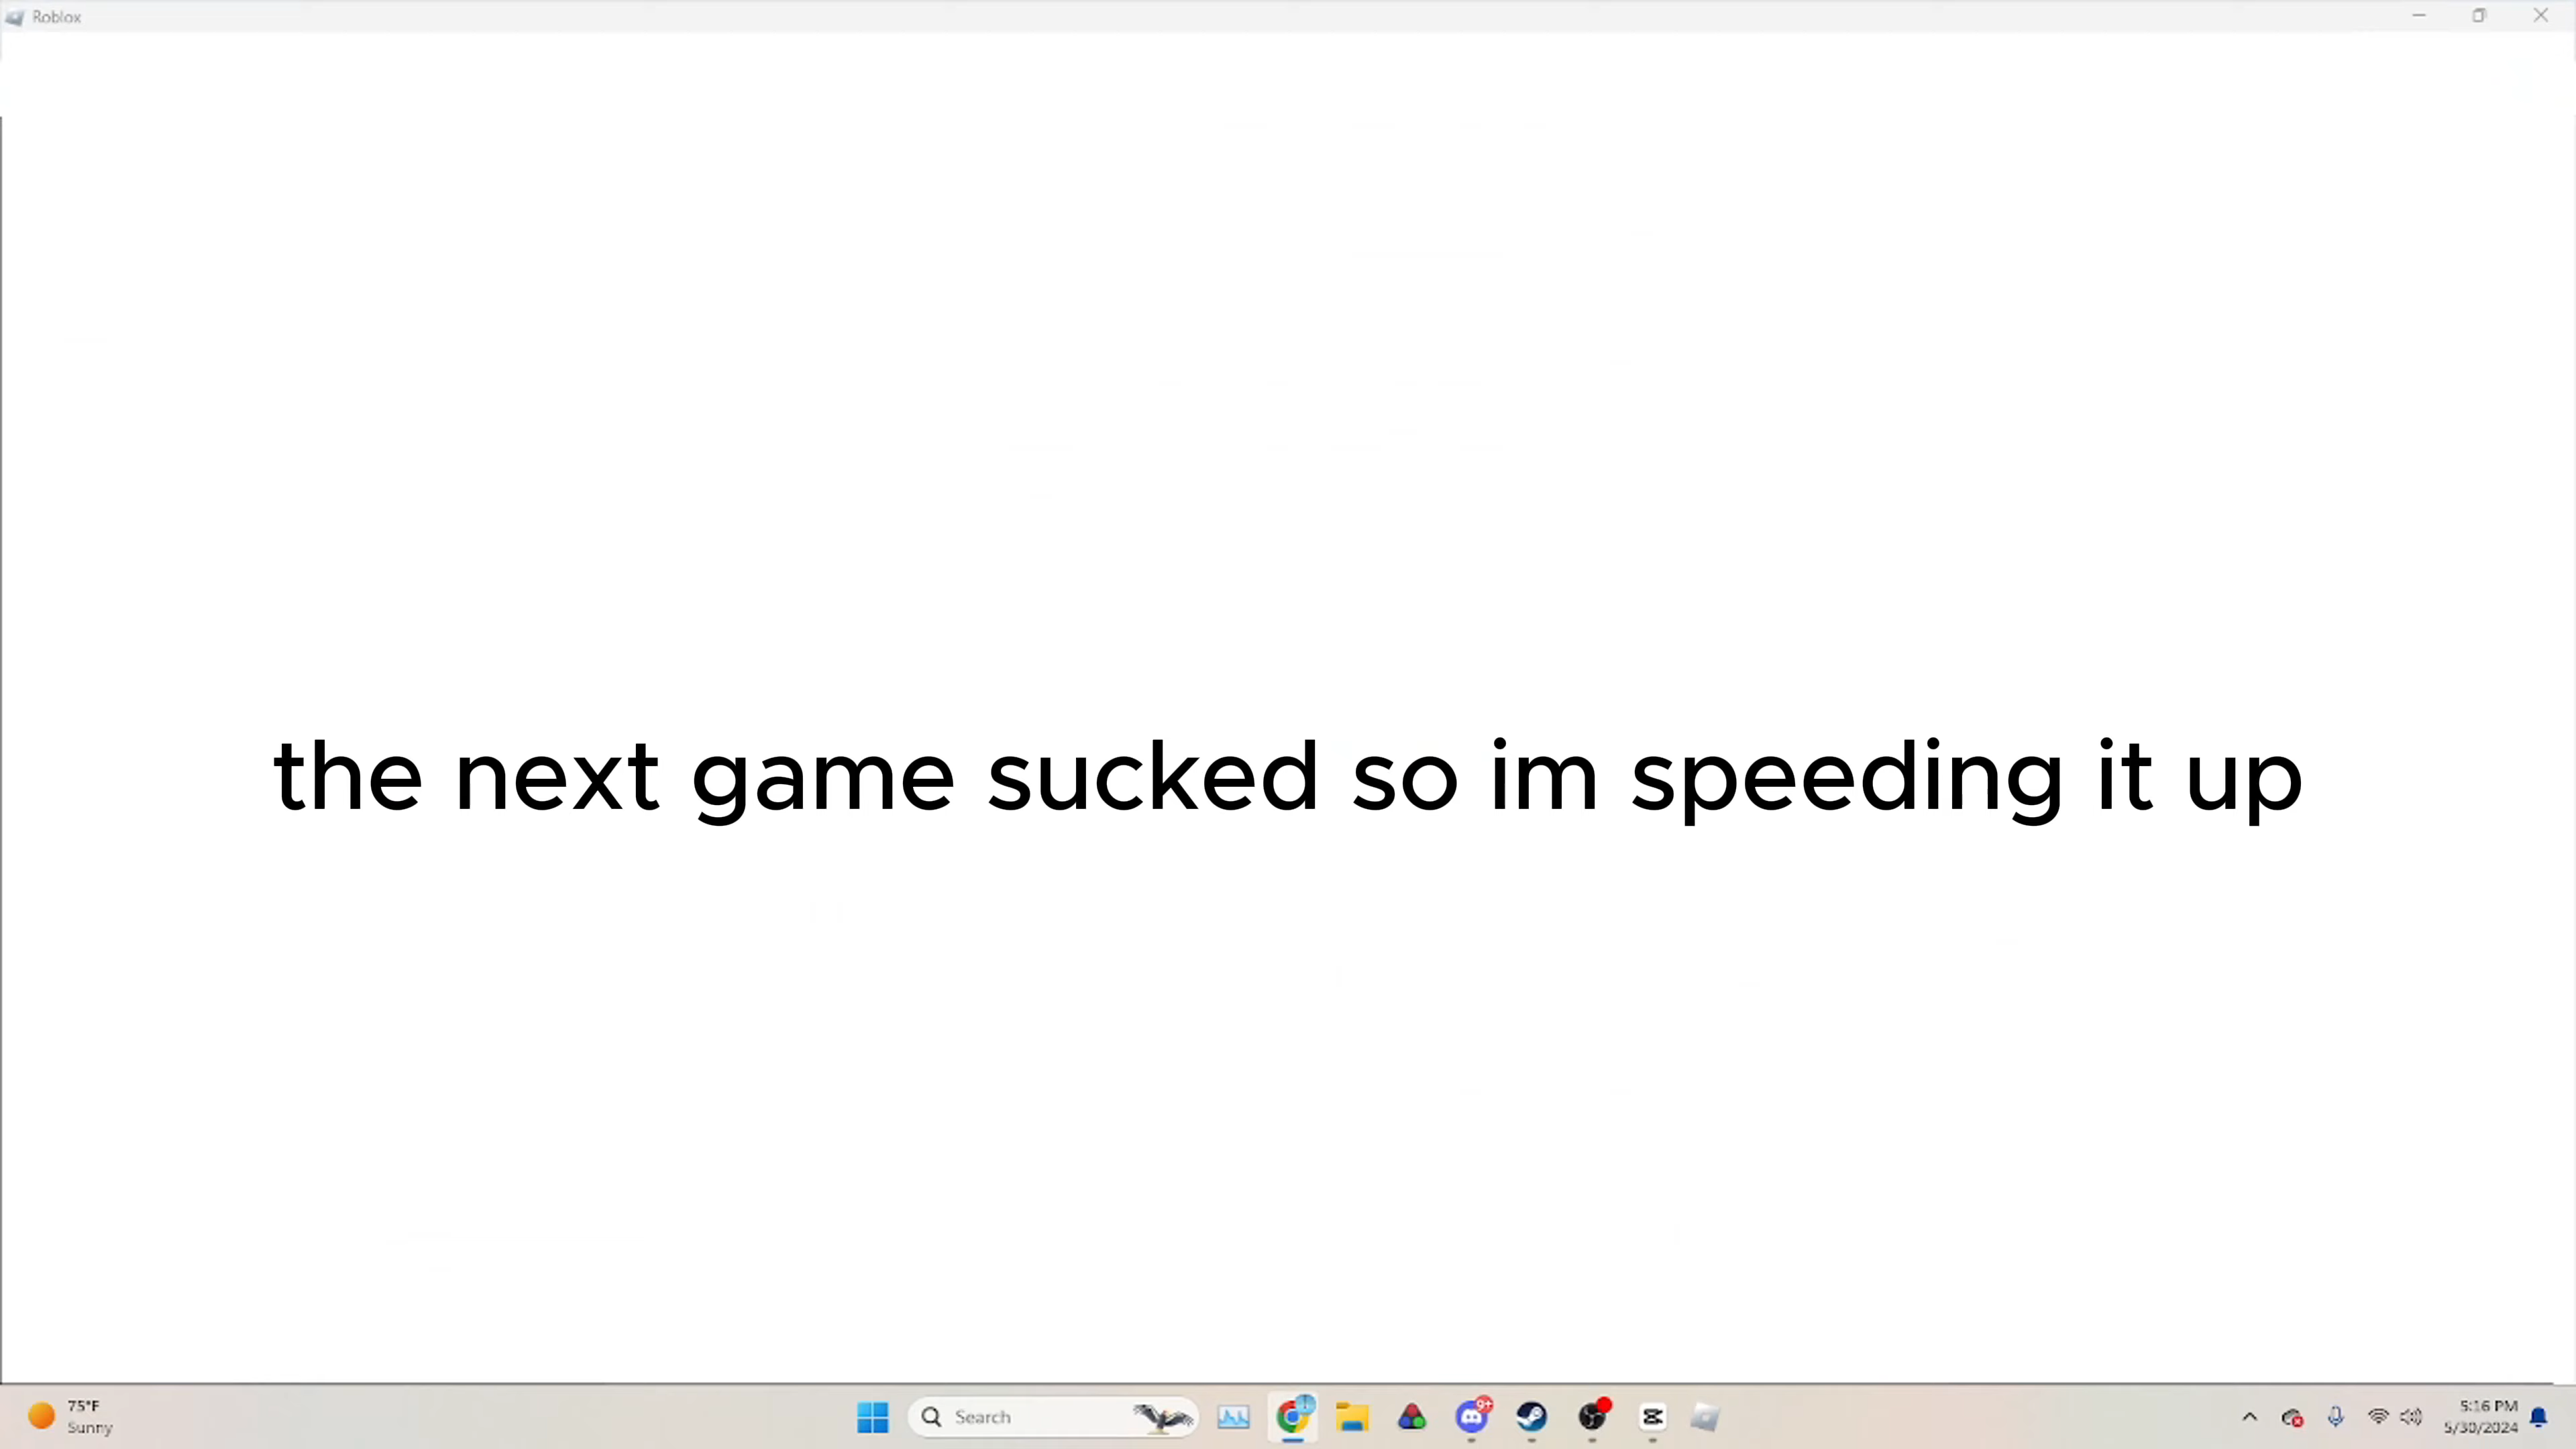 Roblox
the next game sucked so im speeding it up
75°F
Sunny
Search
9+
5:16 PM
5/30/2024